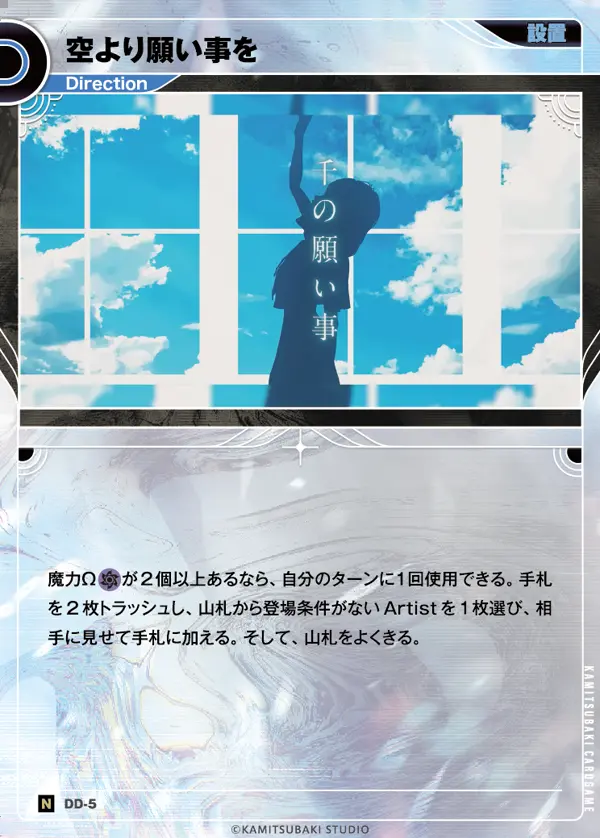 空より願い事を
設置
Direction
千の願い事
魔力Ωが2個以上あるなら、自分のターンに1回使用できる。手札
を2枚トラッシュし、山札から登場条件がないArtistを1枚選び、相
手に見せて手札に加える。そして、山札をよくきる。
KAMITSUBAKI CARDGAME
N DD-5
©KAMITSUBAKI STUDIO